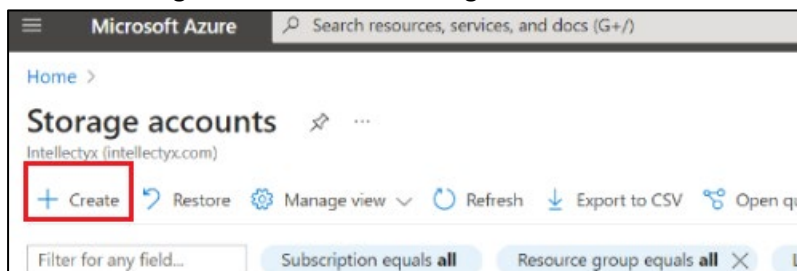 Microsoft Azure Search resources, services, and docs (G+/)
Home >
Storage accounts ...
Intellectyx (intellectyx.com)
+ Create Restore Manage view Refresh Export to CSV Open qu
Filter for any field... Subscription equals all Resource group equals all ×